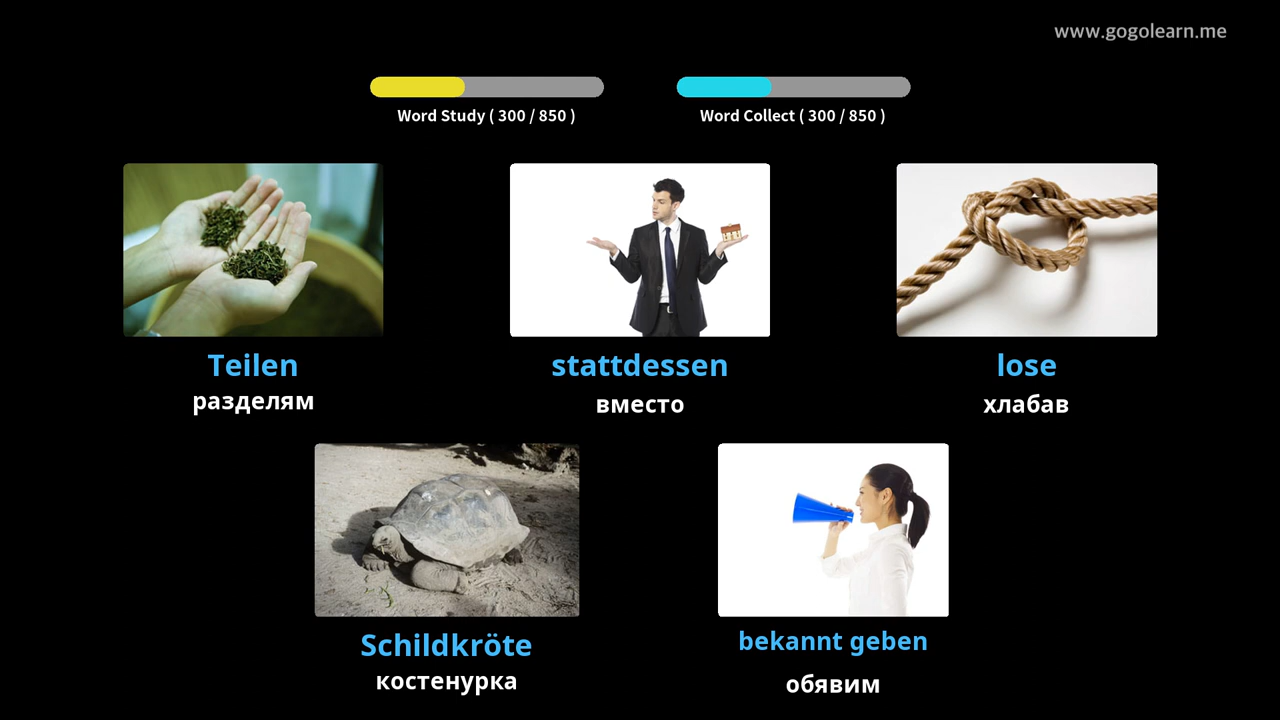 www.gogolearn.me
Word Study ( 300 / 850 )
Word Collect ( 300 / 850 )
Teilen
разделям
stattdessen
вместо
lose
хлабав
Schildkröte
костенурка
bekannt geben
обявим